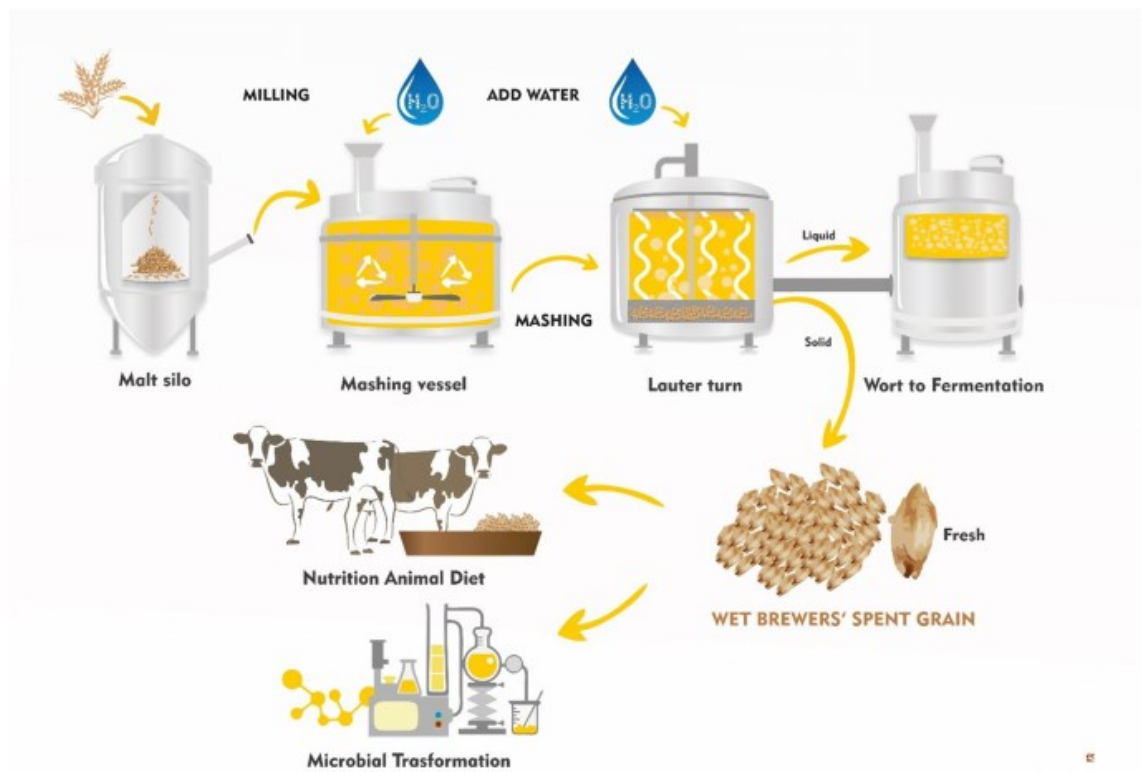 MILLING
H₂O
ADD WATER
H₂O
Liquid
MASHING
Solid
Malt silo
Mashing vessel
Lauter turn
Wort to Fermentation
Fresh
Nutrition Animal Diet
WET BREWERS' SPENT GRAIN
Microbial Trasformation